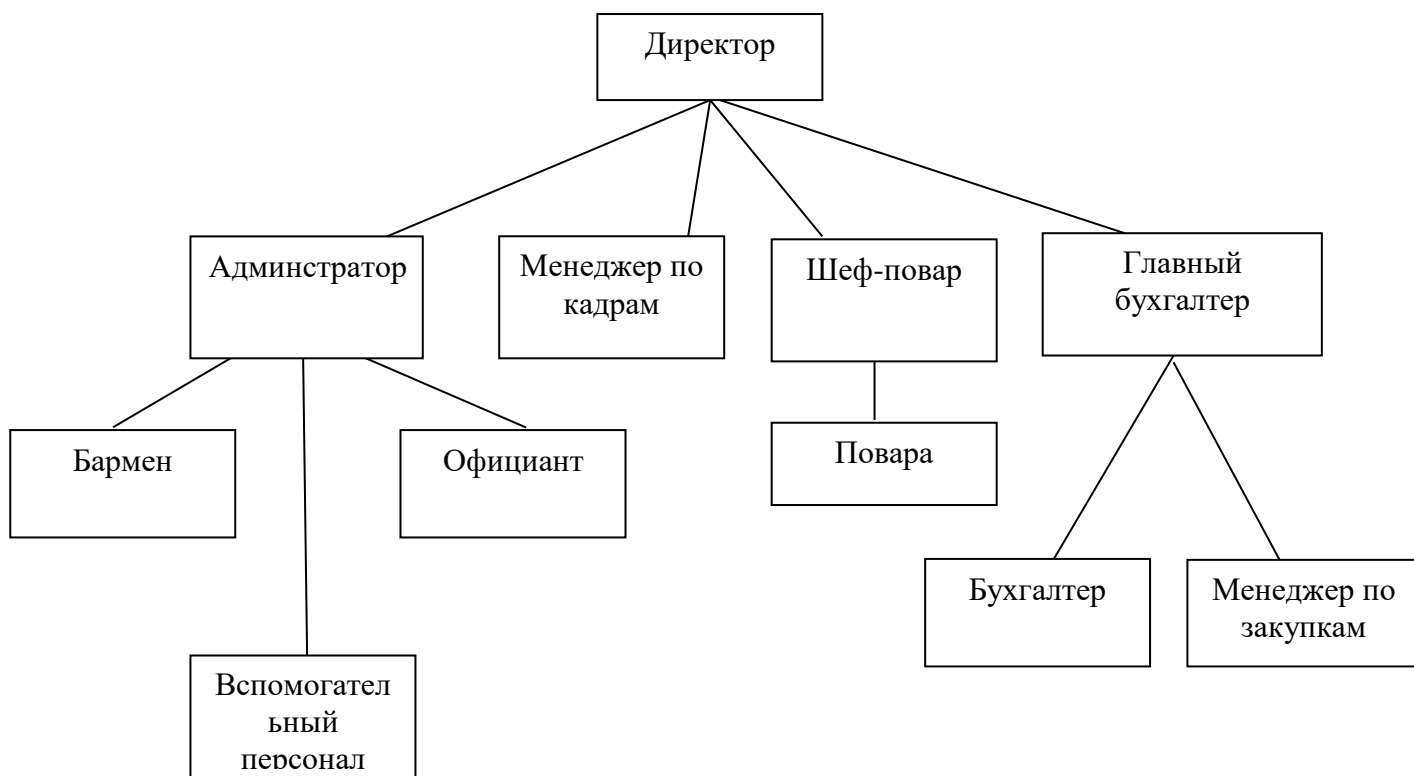 Директор
Админстратор
Менеджер по
кадрам
Шеф-повар
Главный
бухгалтер
Бармен
Официант
Повара
Бухгалтер
Менеджер по
закупкам
Вспомогател
ьный
персонал